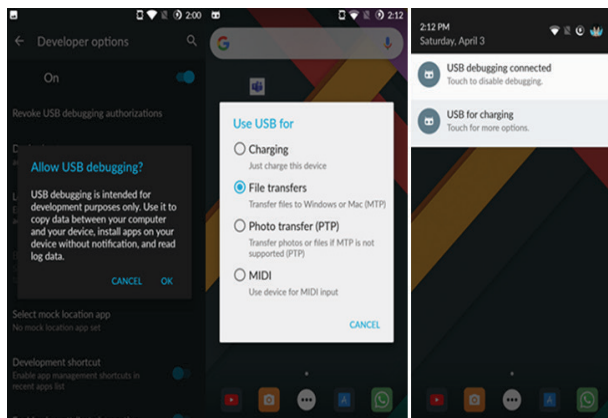 2:00
Developer options
On
Revoke USB debugging authorizations
Allow USB debugging?
USB debugging is intended for
development purposes only. Use it to
copy data between your computer
and your device, install apps on your
device without notification, and read
log data.
CANCEL OK
Select mock location app
No mock location app set
Development shortcut
Enable app management shortcuts in
recent apps list
2:12
Use USB for
Charging
Just charge this device
File transfers
Transfer files to Windows or Mac (MTP)
Photo transfer (PTP)
Transfer photos or files if MTP is not
supported (PTP)
MIDI
Use device for MIDI input
CANCEL
2:12 PM
Saturday, April 3
USB debugging connected
Touch to disable debugging.
USB for charging
Touch for more options.